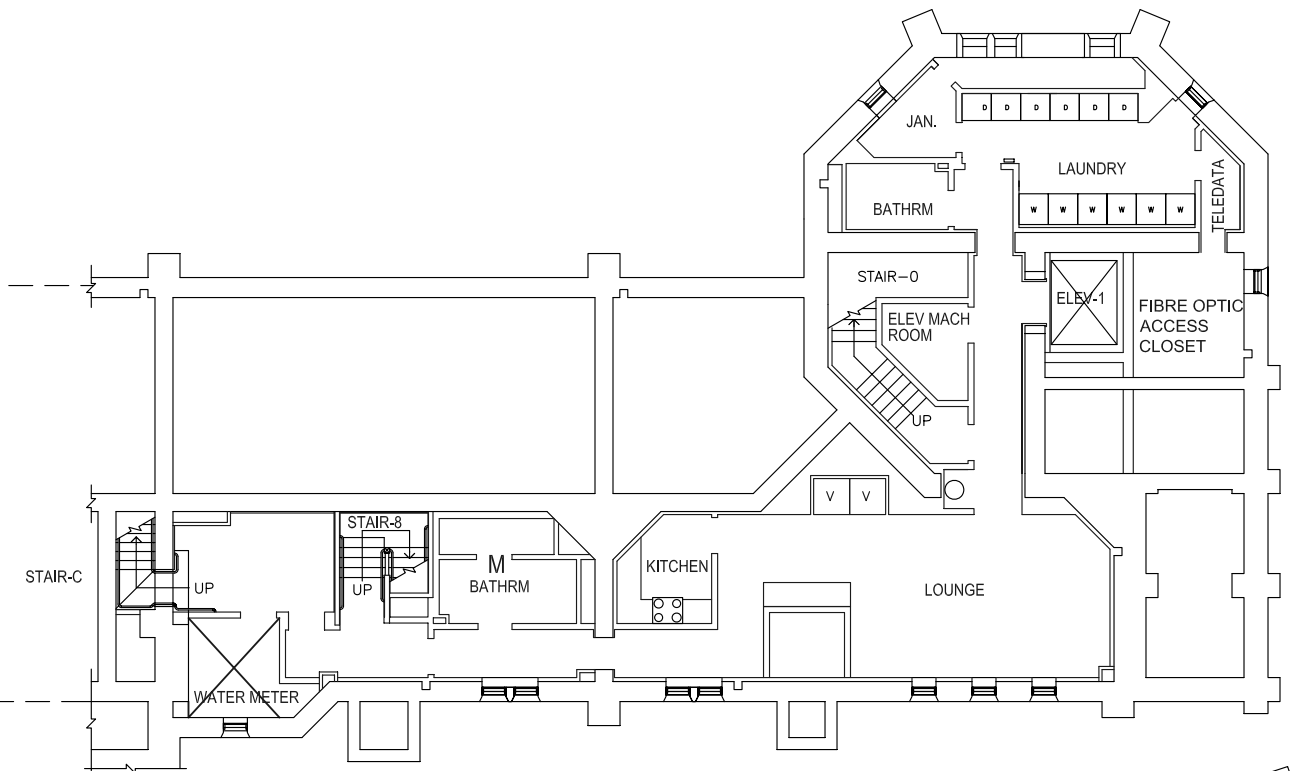 D D D D D D
JAN.
LAUNDRY
TELEDATA
W W W W W W
BATHRM
STAIR-0
ELEV-1
ELEV MACH
ROOM
FIBRE OPTIC
ACCESS
CLOSET
UP
V V
STAIR-8
M
BATHRM
KITCHEN
LOUNGE
STAIR-C
UP
UP
WATER METER